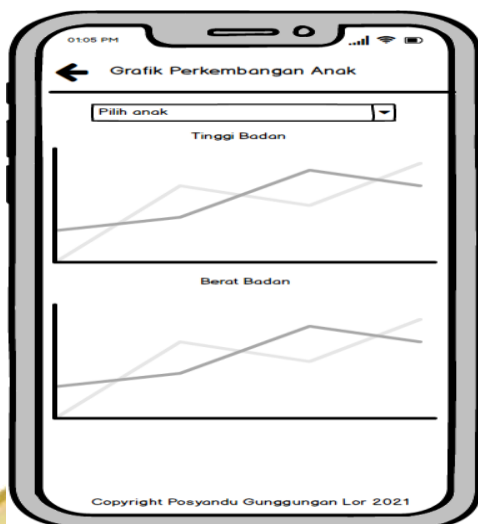 01:05 PM
Grafik Perkembangan Anak
Pilih anak
Tinggi Badan
Berat Badan
Copyright Posyandu Gunggungan Lor 2021